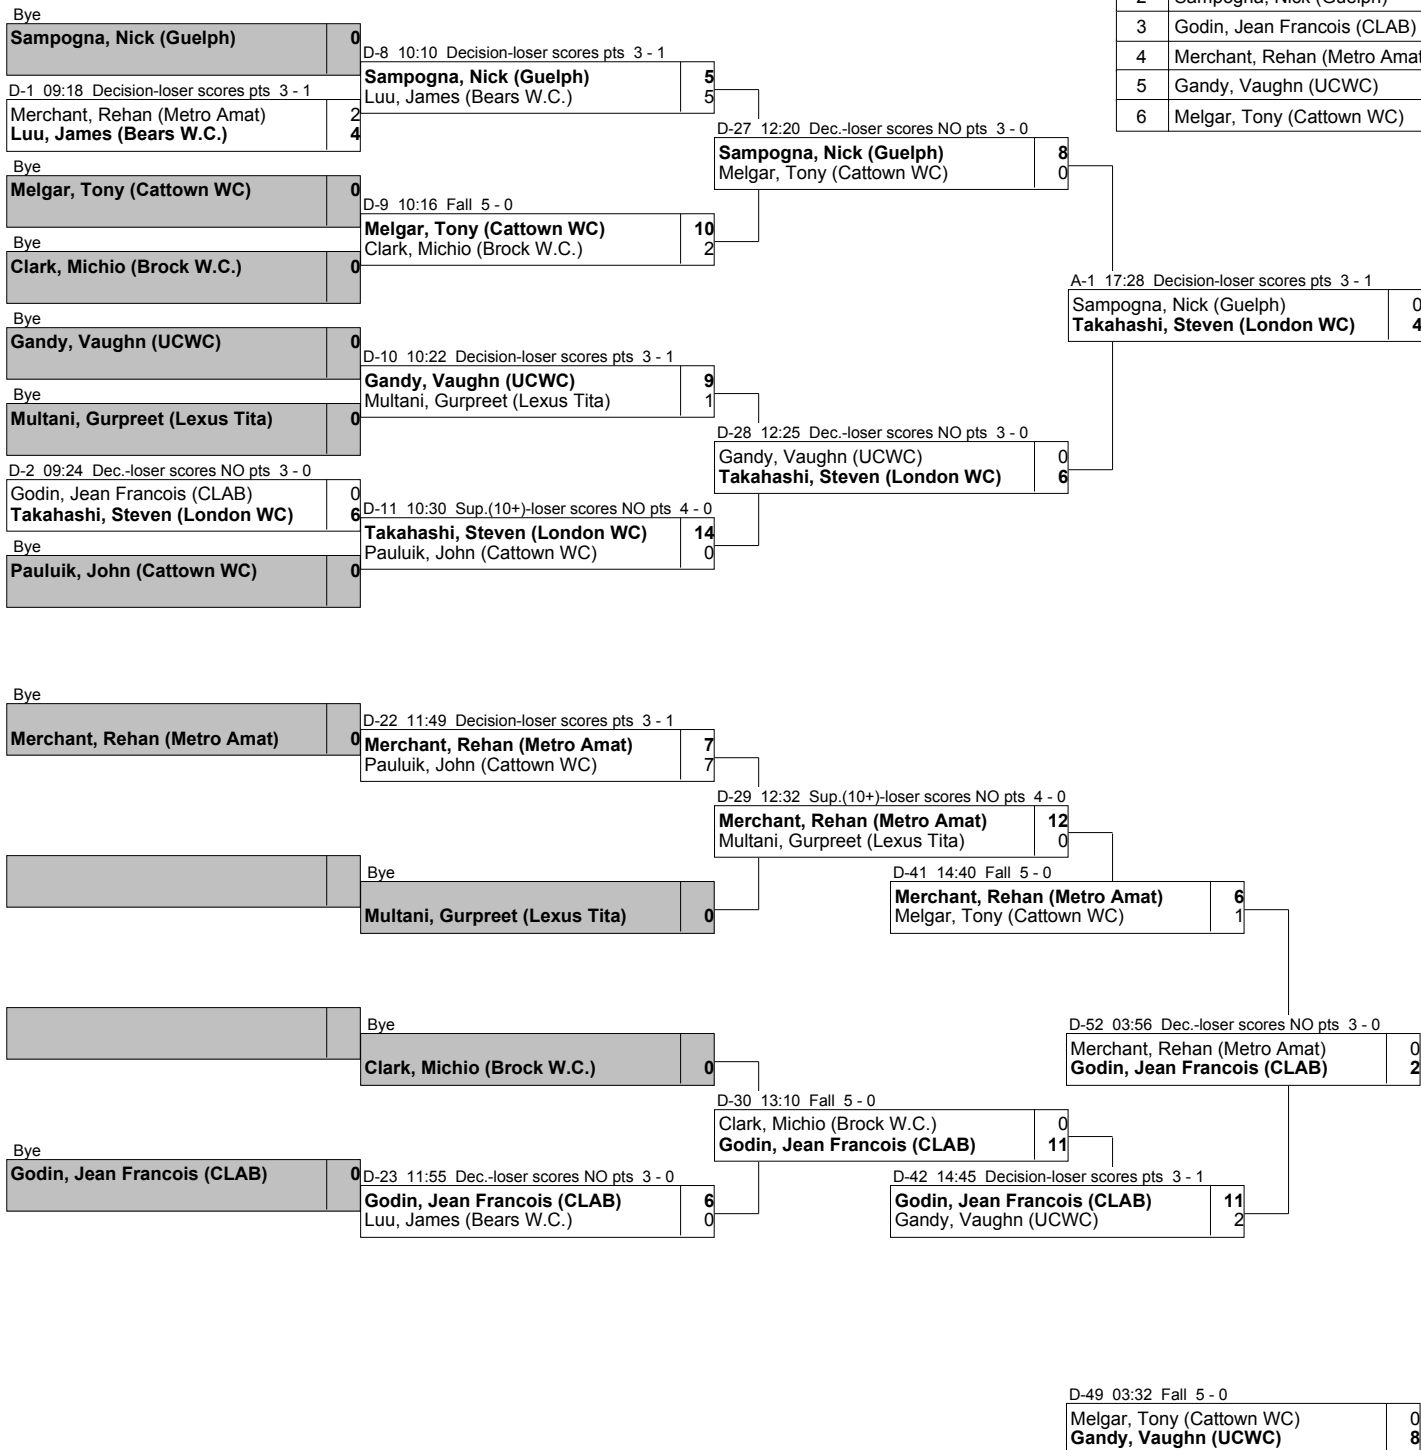 Bye
Sampogna, Nick (Guelph) 0
D-1 09:18 Decision-loser scores pts 3 - 1
Merchant, Rehan (Metro Amat) 2
Luu, James (Bears W.C.) 4
Bye
Melgar, Tony (Cattown WC) 0
Bye
Clark, Michio (Brock W.C.) 0
Bye
Gandy, Vaughn (UCWC) 0
Bye
Multani, Gurpreet (Lexus Tita) 0
D-2 09:24 Dec.-loser scores NO pts 3 - 0
Godin, Jean Francois (CLAB) 0
Takahashi, Steven (London WC) 6
Bye
Pauluik, John (Cattown WC) 0
D-8 10:10 Decision-loser scores pts 3 - 1
Sampogna, Nick (Guelph) 5
Luu, James (Bears W.C.) 5
D-9 10:16 Fall 5 - 0
Melgar, Tony (Cattown WC) 10
Clark, Michio (Brock W.C.) 2
D-10 10:22 Decision-loser scores pts 3 - 1
Gandy, Vaughn (UCWC) 9
Multani, Gurpreet (Lexus Tita) 1
D-11 10:30 Sup.(10+)-loser scores NO pts 4 - 0
Takahashi, Steven (London WC) 14
Pauluik, John (Cattown WC) 0
D-27 12:20 Dec.-loser scores NO pts 3 - 0
Sampogna, Nick (Guelph) 8
Melgar, Tony (Cattown WC) 0
D-28 12:25 Dec.-loser scores NO pts 3 - 0
Gandy, Vaughn (UCWC) 0
Takahashi, Steven (London WC) 6
A-1 17:28 Decision-loser scores pts 3 - 1
Sampogna, Nick (Guelph) 0
Takahashi, Steven (London WC) 4
2 Sampogna, Nick (Guelph)
3 Godin, Jean Francois (CLAB)
4 Merchant, Rehan (Metro Amat
5 Gandy, Vaughn (UCWC)
6 Melgar, Tony (Cattown WC)
Bye
Merchant, Rehan (Metro Amat) 0
Bye
Godin, Jean Francois (CLAB) 0
D-22 11:49 Decision-loser scores pts 3 - 1
Merchant, Rehan (Metro Amat) 7
Pauluik, John (Cattown WC) 7
Bye
Multani, Gurpreet (Lexus Tita) 0
Bye
Clark, Michio (Brock W.C.) 0
D-23 11:55 Dec.-loser scores NO pts 3 - 0
Godin, Jean Francois (CLAB) 6
Luu, James (Bears W.C.) 0
D-29 12:32 Sup.(10+)-loser scores NO pts 4 - 0
Merchant, Rehan (Metro Amat) 12
Multani, Gurpreet (Lexus Tita) 0
D-30 13:10 Fall 5 - 0
Clark, Michio (Brock W.C.) 0
Godin, Jean Francois (CLAB) 11
D-41 14:40 Fall 5 - 0
Merchant, Rehan (Metro Amat) 6
Melgar, Tony (Cattown WC) 1
D-42 14:45 Decision-loser scores pts 3 - 1
Godin, Jean Francois (CLAB) 11
Gandy, Vaughn (UCWC) 2
D-52 03:56 Dec.-loser scores NO pts 3 - 0
Merchant, Rehan (Metro Amat) 0
Godin, Jean Francois (CLAB) 2
D-49 03:32 Fall 5 - 0
Melgar, Tony (Cattown WC) 0
Gandy, Vaughn (UCWC) 8